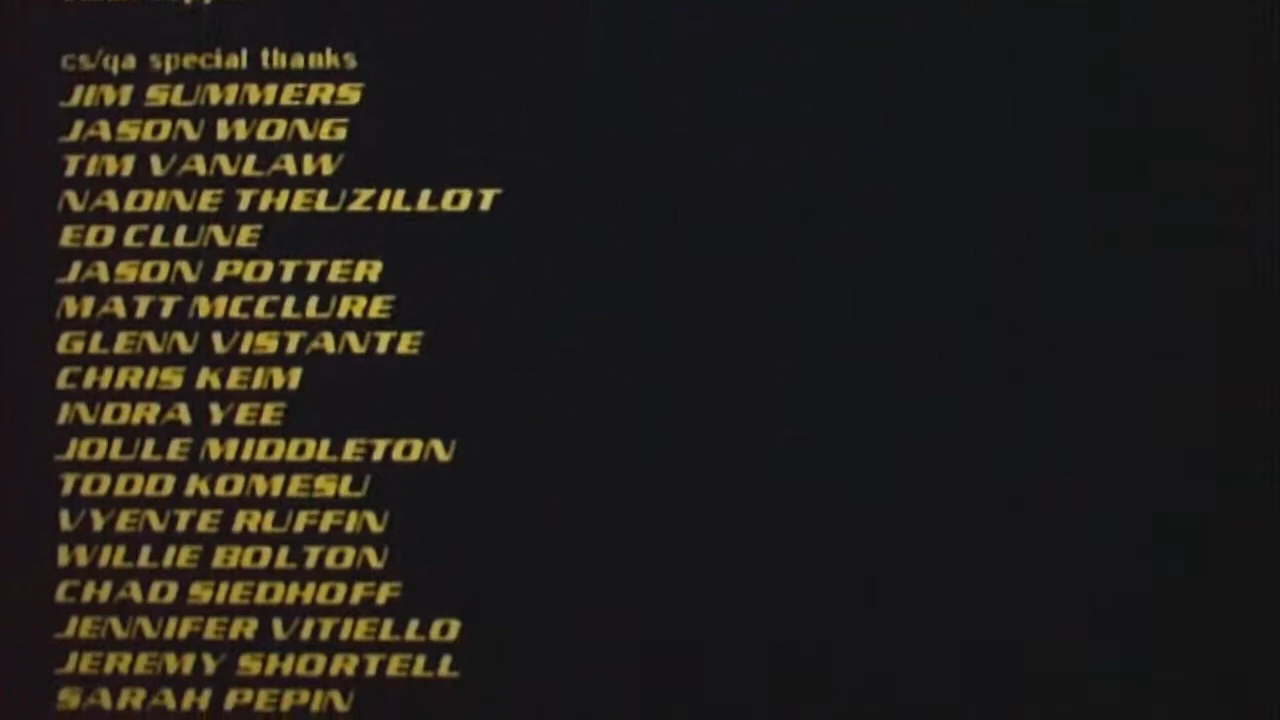 cs/qa special thanks
JIM SUMMERS
JASON WONG
TIM VANLAW
NADINE THEUZILLOT
ED CLUNE
JASON POTTER
MATT MCCLURE
GLENN VISTANTE
CHRIS KEIM
INDRA YEE
JOULE MIDDLETON
TODD KOMESU
VYENTE RUFFIN
WILLIE BOLTON
CHAD SIEDHOFF
JENNIFER VITIELLO
JEREMY SHORTELL
SARAH PEPIN